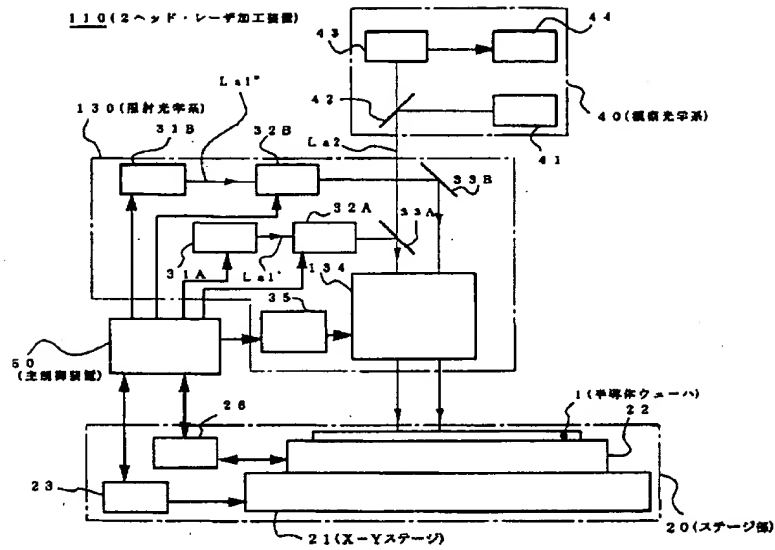 110(2ヘッド・レーザ加工装置)
43
44
La1"
42
40(観察光学系)
130(照射光学系)
31B
32B
41
La2
33B
32A
33A
31A
La1'
134
35
50
(主制御装置)
1(半導体ウェーハ)
26
22
23
21(X-Yステージ)
20(ステージ部)